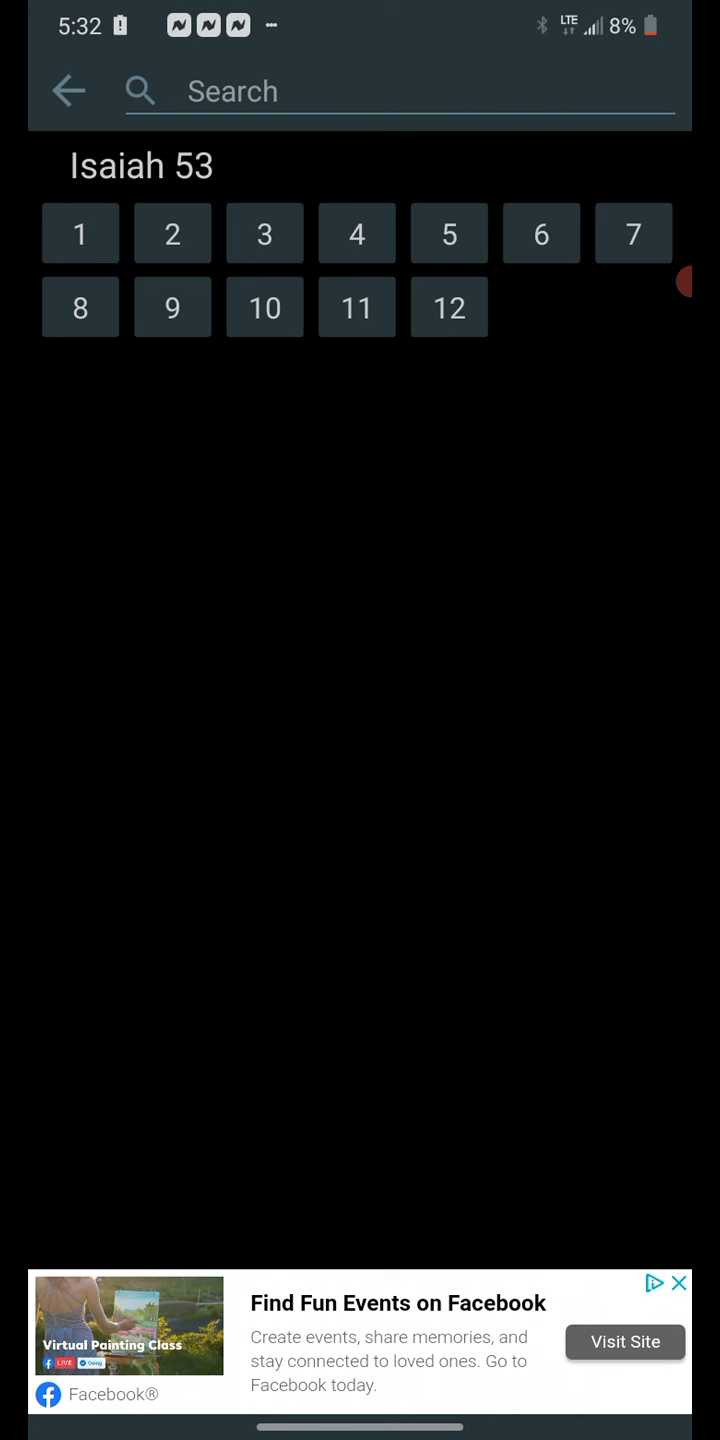 5:32
LTE 8%
Search
Isaiah 53
1 2 3 4 5 6 7
8 9 10 11 12
Find Fun Events on Facebook
Create events, share memories, and
stay connected to loved ones. Go to
Facebook today.
Visit Site
Virtual Painting Class
LIVE Going
Facebook®